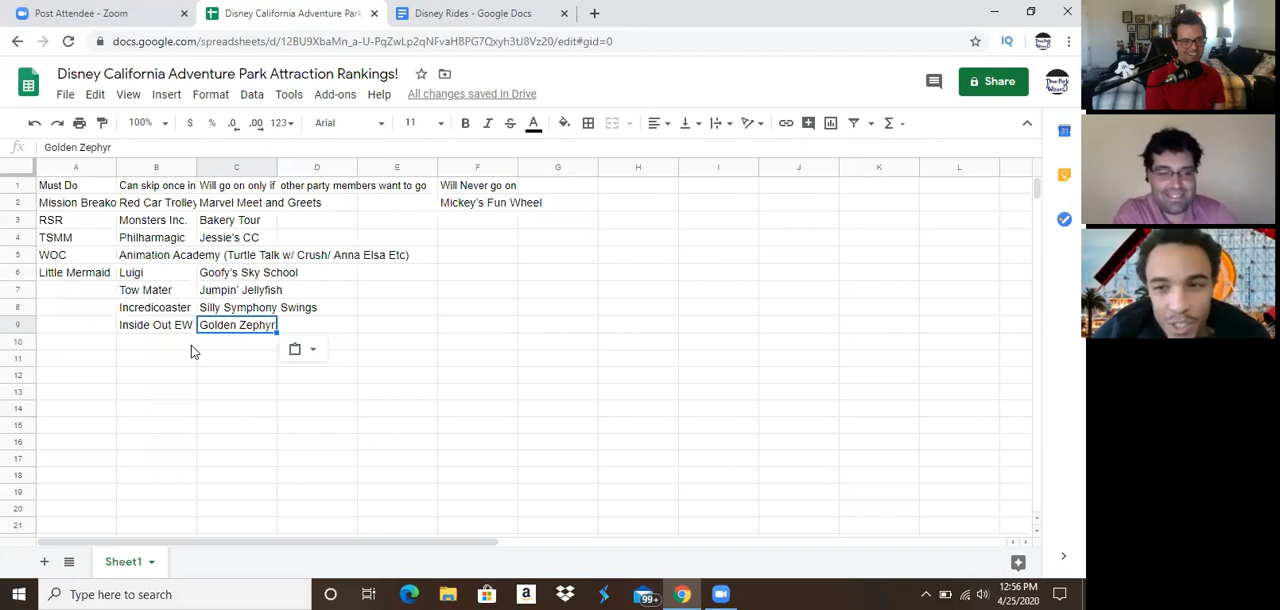 Post Attendee - Zoom
Disney California Adventure Park
Disney Rides - Google Docs
docs.google.com/spreadsheets/d/12BU9XbaMn_a-U-PqZwLp2qNFvaH8PG7Qxyh3tJ8Vz20/edit#gid=0
Disney California Adventure Park Attraction Rankings!
File Edit View Insert Format Data Tools Add-ons Help All changes saved in Drive
Share
100% $ % .0 .00 123 Arial 11 B I S A
fx Golden Zephyr
A B C D E F G H I J K L
1 Must Do Can skip once in Will go on only if other party members want to go Will Never go on
2 Mission Breako Red Car Trolley Marvel Meet and Greets Mickey's Fun Wheel
3 RSR Monsters Inc. Bakery Tour
4 TSMM Philharmagic Jessie's CC
5 WOC Animation Academy (Turtle Talk w/ Crush/ Anna Elsa Etc)
6 Little Mermaid Luigi Goofy's Sky School
7 Tow Mater Jumpin' Jellyfish
8 Incredicoaster Silly Symphony Swings
9 Inside Out EW Golden Zephyr
10
11
12
13
14
15
16
17
18
19
20
21
Sheet1
Type here to search
99+
12:56 PM
4/25/2020